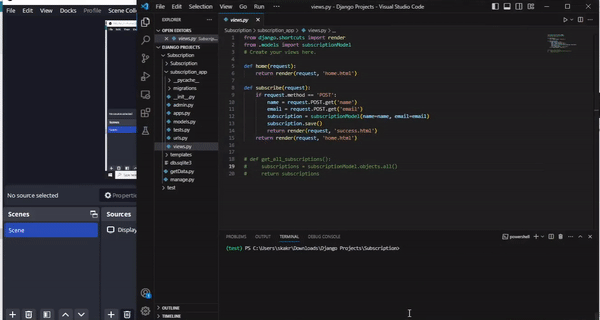 File Edit View Docks Profile Scene Coll
File Edit Selection View Go Run ··· views.py - Django Projects - Visual Studio Code
EXPLORER
views.py
OPEN EDITORS
views.py Subscription\...
DJANGO PROJECTS
Subscription
Subscription
subscription_app
__pycache__
migrations
__init__.py
admin.py
apps.py
models.py
tests.py
urls.py
views.py
templates
db.sqlite3
getData.py
manage.py
test
OUTLINE
TIMELINE
Subscription > subscription_app > views.py > ...
1 from django.shortcuts import render
2 from .models import subscriptionModel
3 # Create your views here.
4
5 def home(request):
6 return render(request, 'home.html')
7
8 def subscribe(request):
9 if request.method == 'POST':
10 name = request.POST.get('name')
11 email = request.POST.get('email')
12 subscription = subscriptionModel(name=name, email=email)
13 subscription.save()
14 return render(request, 'success.html')
15 return render(request, 'home.html')
16
17
18 # def get_all_subscriptions():
19 # subscriptions = subscriptionModel.objects.all()
20 # return subscriptions
PROBLEMS OUTPUT TERMINAL DEBUG CONSOLE
powershell
(test) PS C:\Users\skakr\Downloads\Django Projects\Subscription>
No source selected
Properties
Scenes
Scene
Sources
Display